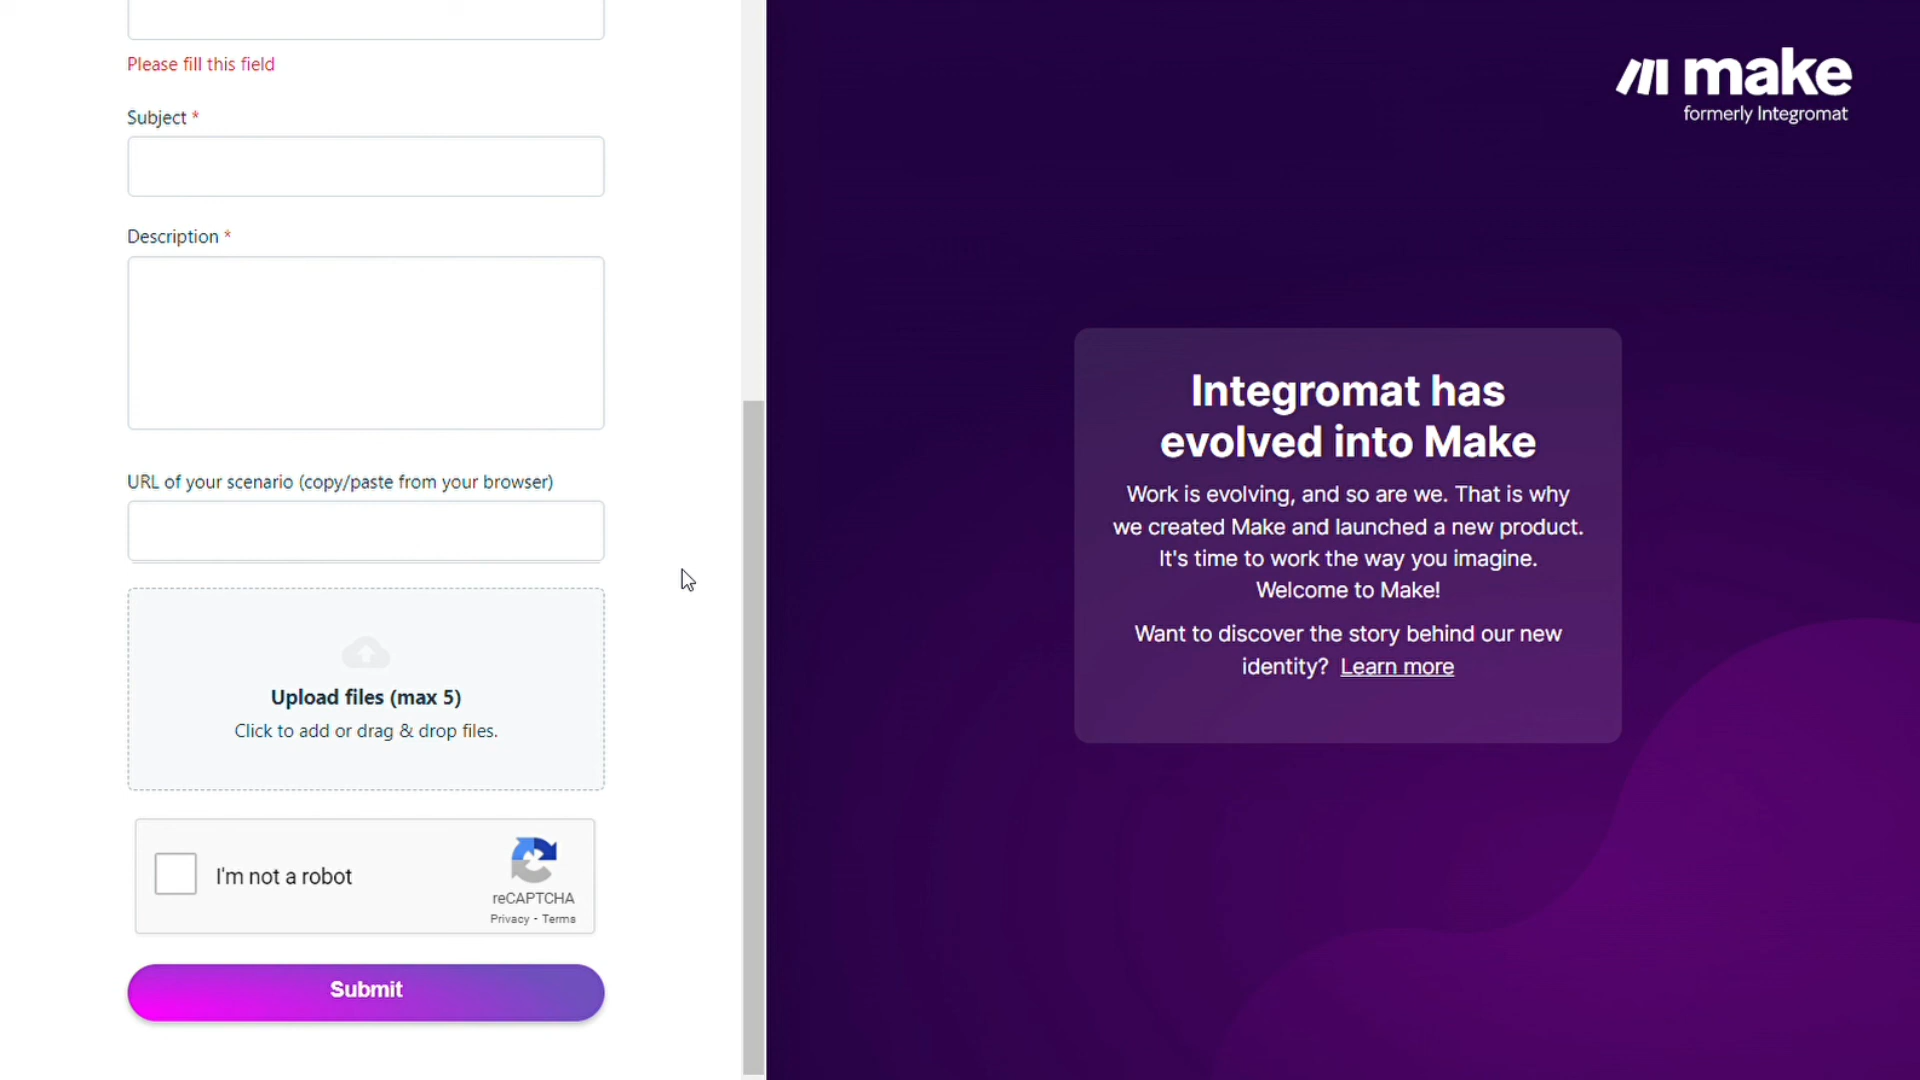 Please fill this field
Subject *
Description *
URL of your scenario (copy/paste from your browser)
Upload files (max 5)
Click to add or drag & drop files.
I'm not a robot
reCAPTCHA
Privacy - Terms
Submit
make
formerly Integromat
Integromat has
evolved into Make
Work is evolving, and so are we. That is why
we created Make and launched a new product.
It's time to work the way you imagine.
Welcome to Make!
Want to discover the story behind our new
identity? Learn more